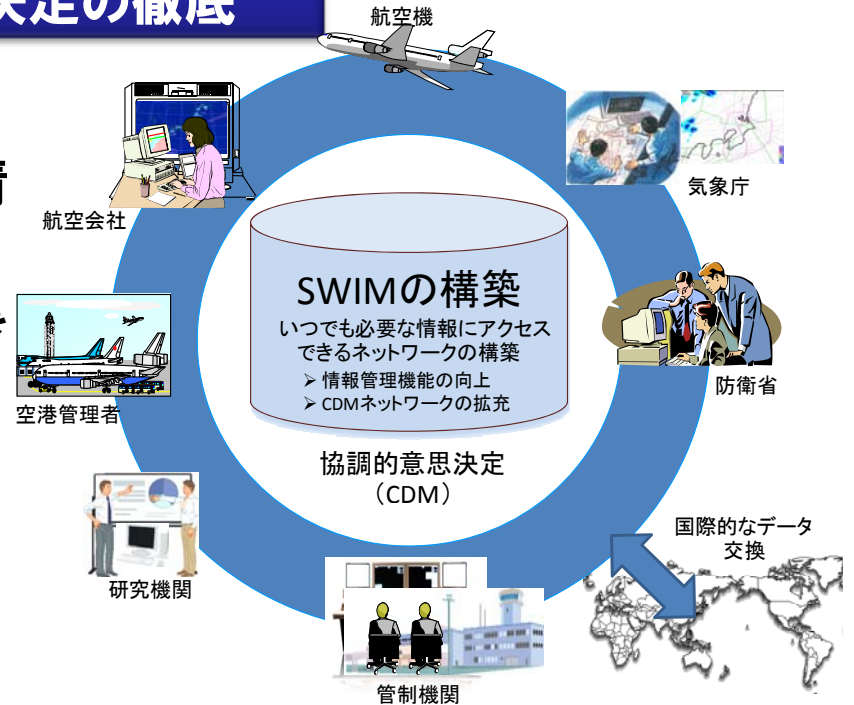 定の徹底
航空機
気象庁
航空会社
SWIMの構築
いつでも必要な情報にアクセス
できるネットワークの構築
➢ 情報管理機能の向上
➢ CDMネットワークの拡充
防衛省
空港管理者
協調的意思決定
（CDM）
国際的なデータ
交換
研究機関
管制機関